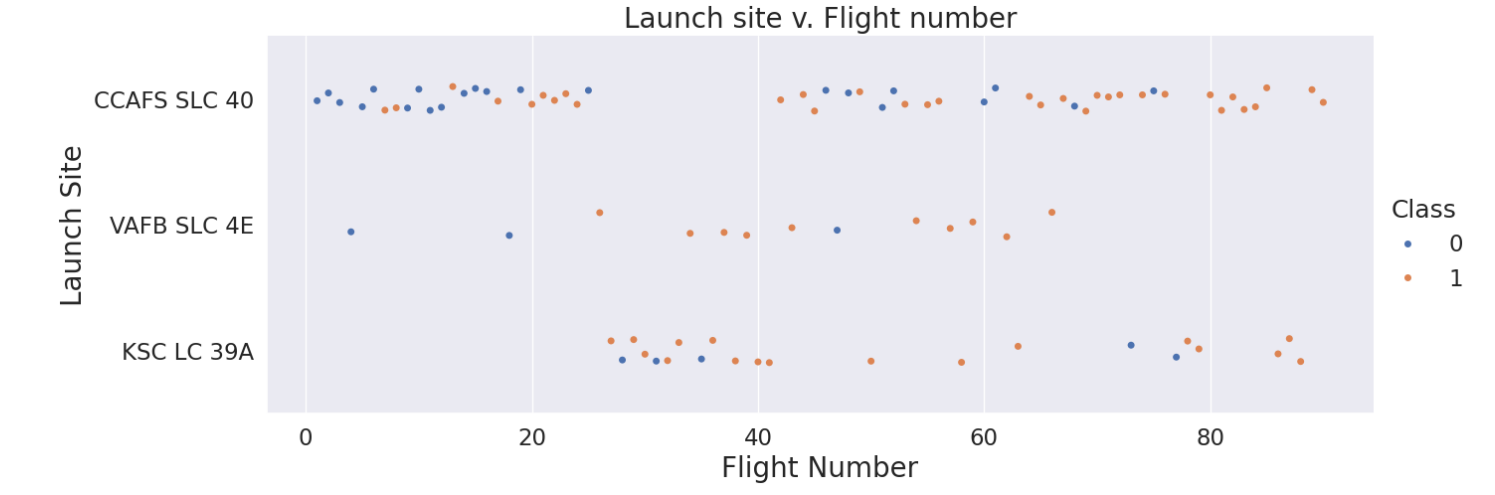 Launch site v. Flight number
Launch Site
CCAFS SLC 40
VAFB SLC 4E
KSC LC 39A
0 20 40 60 80
Flight Number
Class
0
1